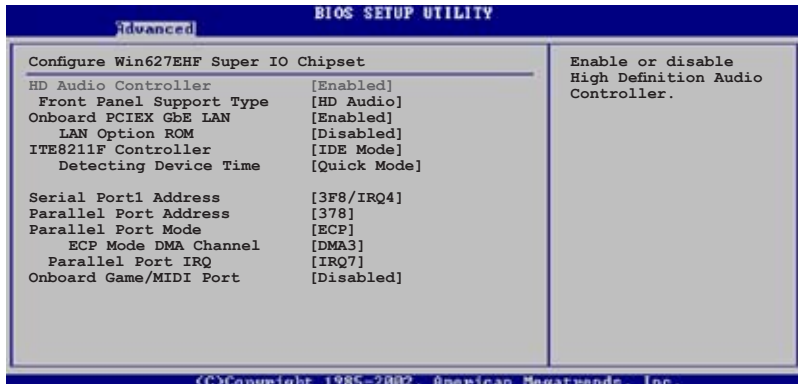 BIOS SETUP UTILITY
Advanced
Configure Win627EHF Super IO Chipset
HD Audio Controller [Enabled]
Front Panel Support Type [HD Audio]
Onboard PCIEX GbE LAN [Enabled]
LAN Option ROM [Disabled]
ITE8211F Controller [IDE Mode]
Detecting Device Time [Quick Mode]
Serial Port1 Address [3F8/IRQ4]
Parallel Port Address [378]
Parallel Port Mode [ECP]
ECP Mode DMA Channel [DMA3]
Parallel Port IRQ [IRQ7]
Onboard Game/MIDI Port [Disabled]
Enable or disable
High Definition Audio
Controller.
(C)Copyright 1985-2002, American Megatrends, Inc.